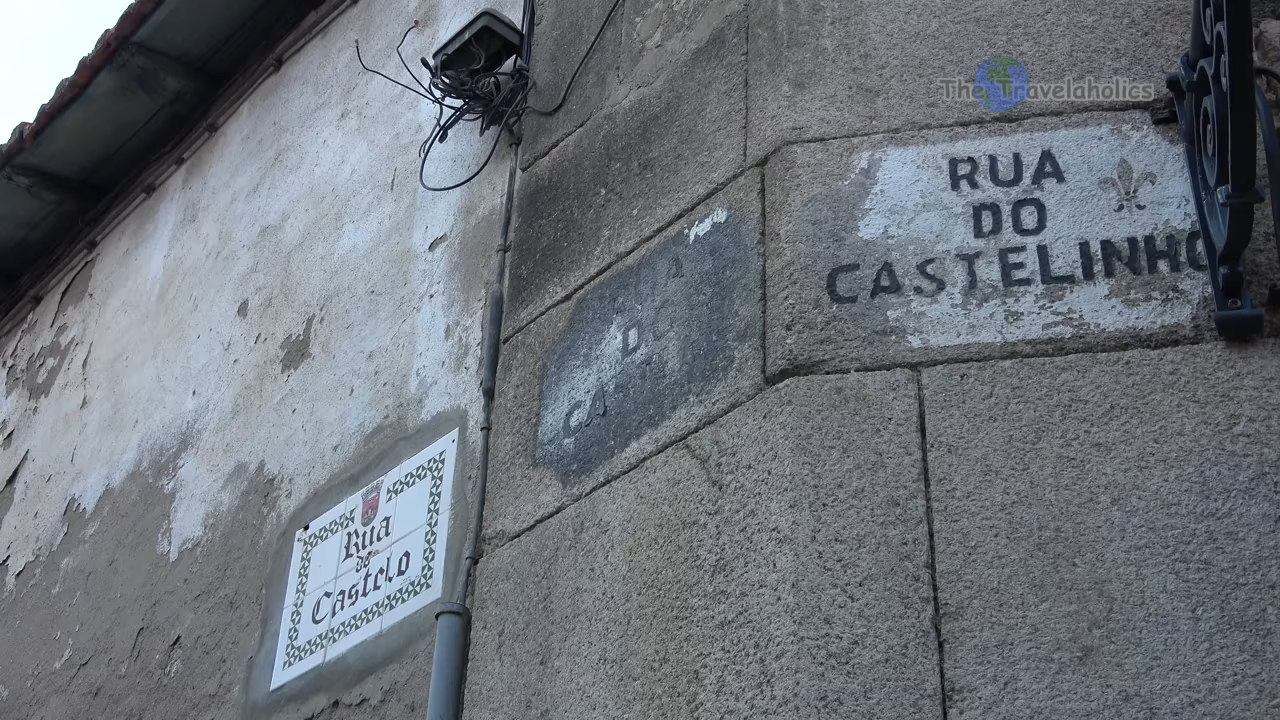 The Travelaholics
RUA
DO
CASTELINHO
Rua
do
Castelo